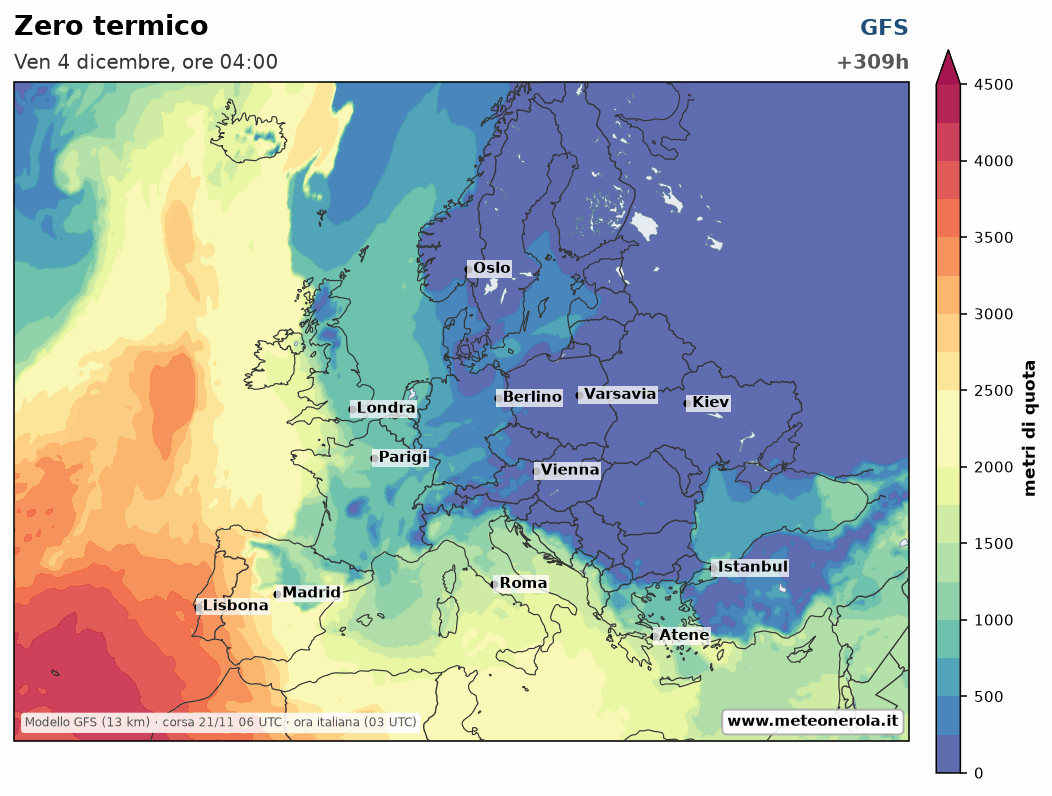 Zero termico
GFS
Ven 4 dicembre, ore 04:00
+309h
4500
4000
3500
3000
2500
2000
1500
1000
500
0
metri di quota
Oslo
Berlino
Varsavia
Kiev
Londra
Parigi
Vienna
Istanbul
Roma
Madrid
Lisbona
Atene
Modello GFS (13 km) · corsa 21/11 06 UTC · ora italiana (03 UTC)
www.meteonerola.it